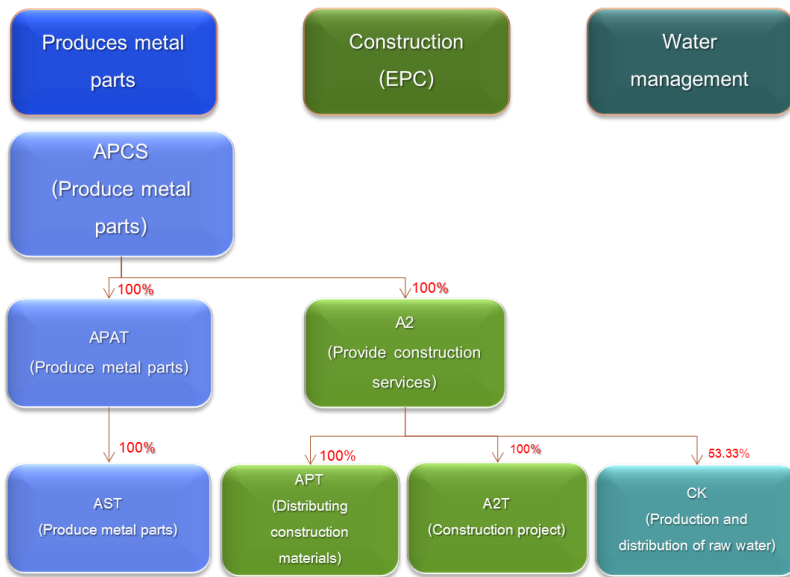 Produces metal
parts
Construction
(EPC)
Water
management
APCS
(Produce metal
parts)
100%
100%
APAT
(Produce metal parts)
A2
(Provide construction
services)
100%
100%
100%
53.33%
AST
(Produce metal parts)
APT
(Distributing
construction
materials)
A2T
(Construction project)
CK
(Production and
distribution of raw water)